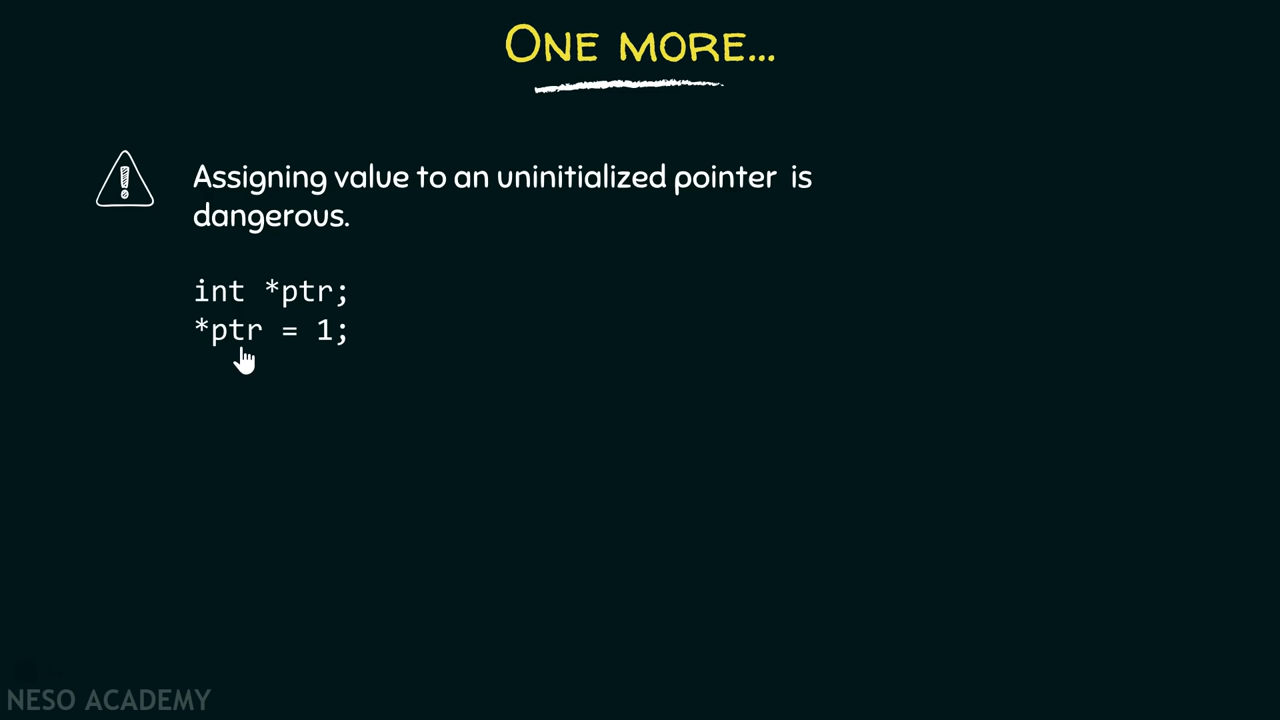 ONE MORE...
Assigning value to an uninitialized pointer is
dangerous.
int *ptr;
*ptr = 1;
NESO ACADEMY